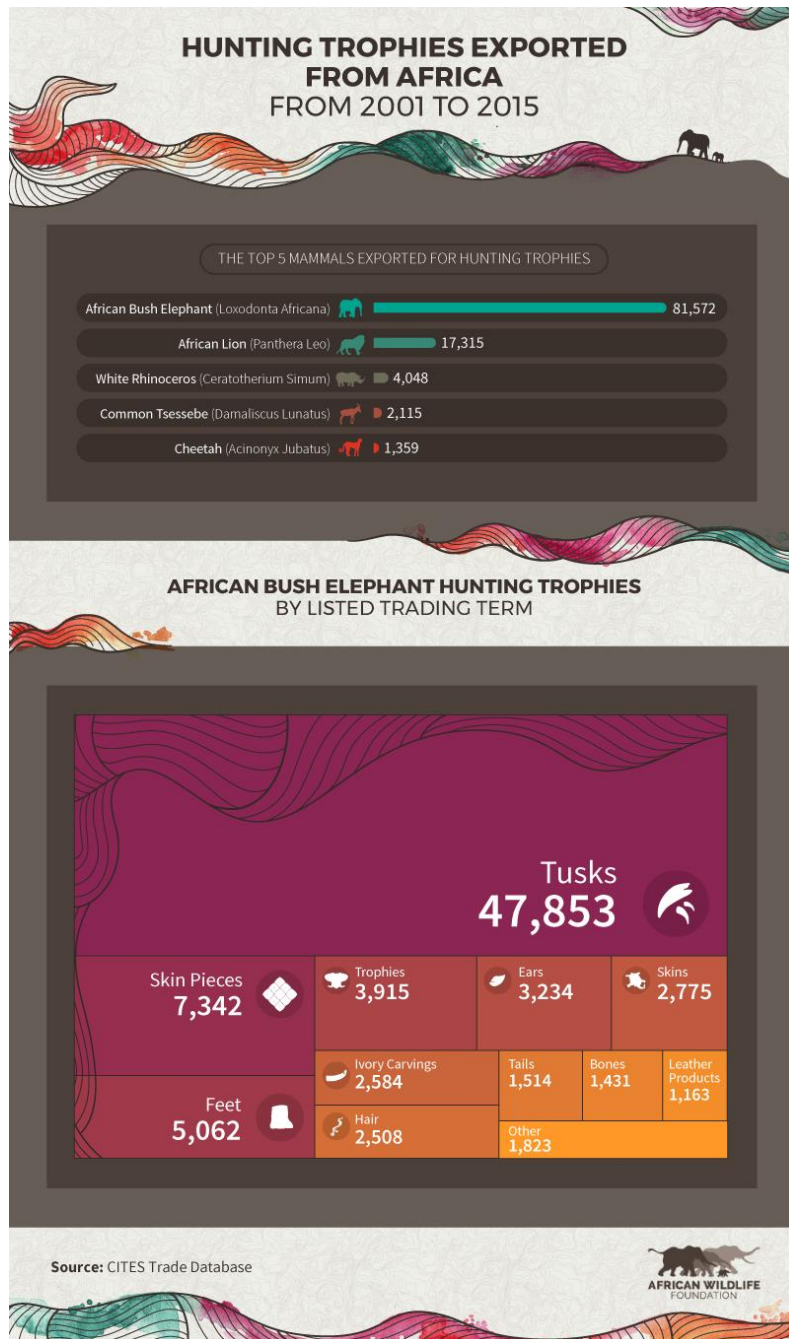 HUNTING TROPHIES EXPORTED
FROM AFRICA
FROM 2001 TO 2015
THE TOP 5 MAMMALS EXPORTED FOR HUNTING TROPHIES
African Bush Elephant (Loxodonta Africana) 81,572
African Lion (Panthera Leo) 17,315
White Rhinoceros (Ceratotherium Simum) 4,048
Common Tsessebe (Damaliscus Lunatus) 2,115
Cheetah (Acinonyx Jubatus) 1,359
AFRICAN BUSH ELEPHANT HUNTING TROPHIES
BY LISTED TRADING TERM
Tusks
47,853
Skin Pieces
7,342
Feet
5,062
Trophies
3,915
Ears
3,234
Skins
2,775
Ivory Carvings
2,584
Hair
2,508
Tails
1,514
Bones
1,431
Leather
Products
1,163
Other
1,823
Source: CITES Trade Database
AFRICAN WILDLIFE
FOUNDATION